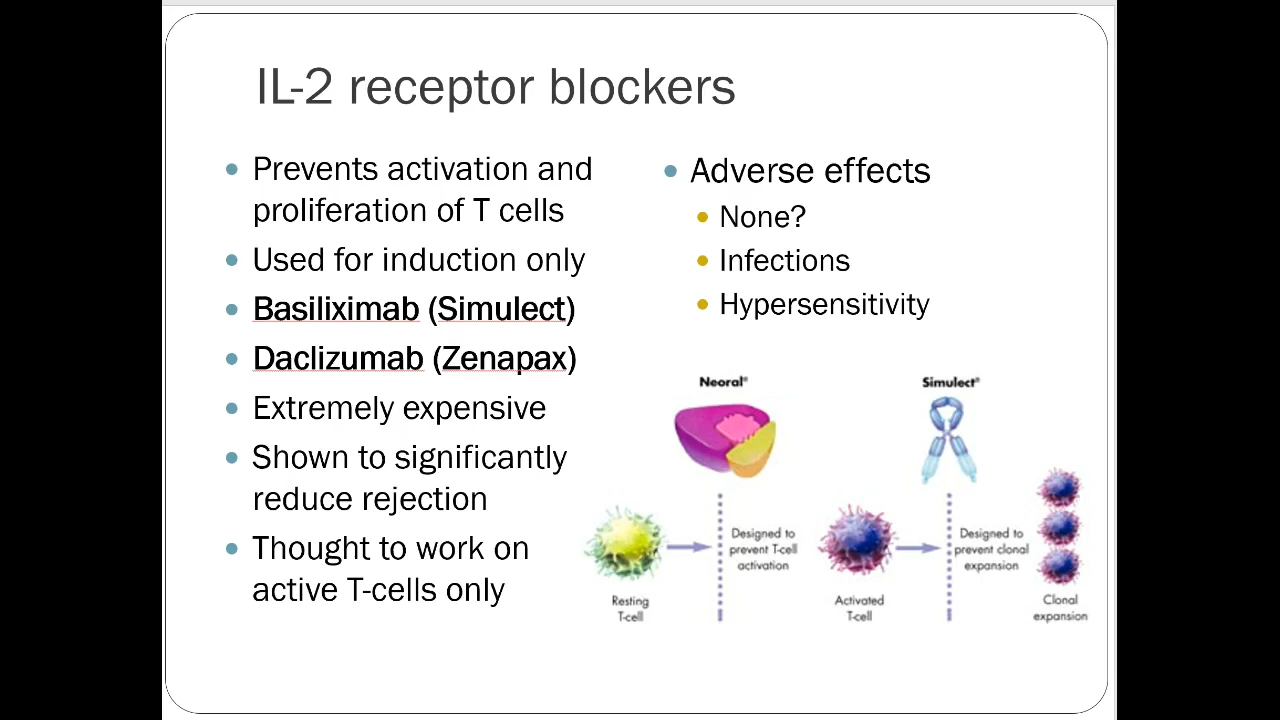 IL-2 receptor blockers
Prevents activation and
proliferation of T cells
Used for induction only
Basiliximab (Simulect)
Daclizumab (Zenapax)
Extremely expensive
Shown to significantly
reduce rejection
Thought to work on
active T-cells only
Adverse effects
None?
Infections
Hypersensitivity
Neoral®
Simulect®
Designed to
prevent T-cell
activation
Designed to
prevent clonal
expansion
Resting
T-cell
Activated
T-cell
Clonal
expansion